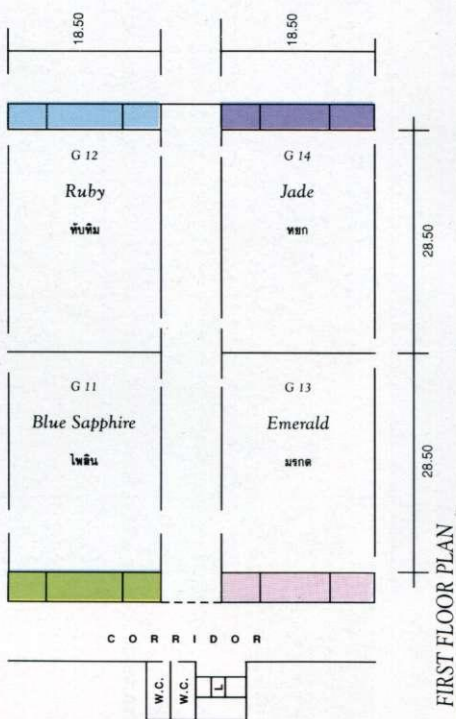 18.50
18.50
G 12
Ruby
ทับทิม
G 14
Jade
หยก
28.50
G 11
Blue Sapphire
ไพลิน
G 13
Emerald
มรกต
28.50
CORRIDOR
W.C.
W.C.
L
FIRST FLOOR PLAN